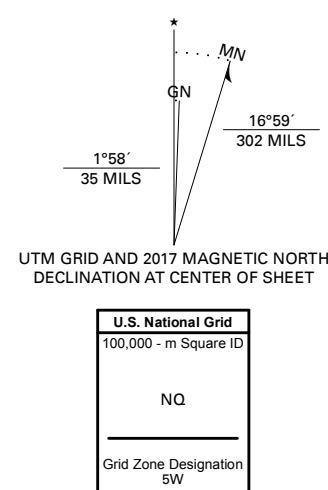 ★
MN
GN
16°59´
302 MILS
1°58´
35 MILS
UTM GRID AND 2017 MAGNETIC NORTH
DECLINATION AT CENTER OF SHEET
U.S. National Grid
100,000 - m Square ID
NQ
Grid Zone Designation
5W